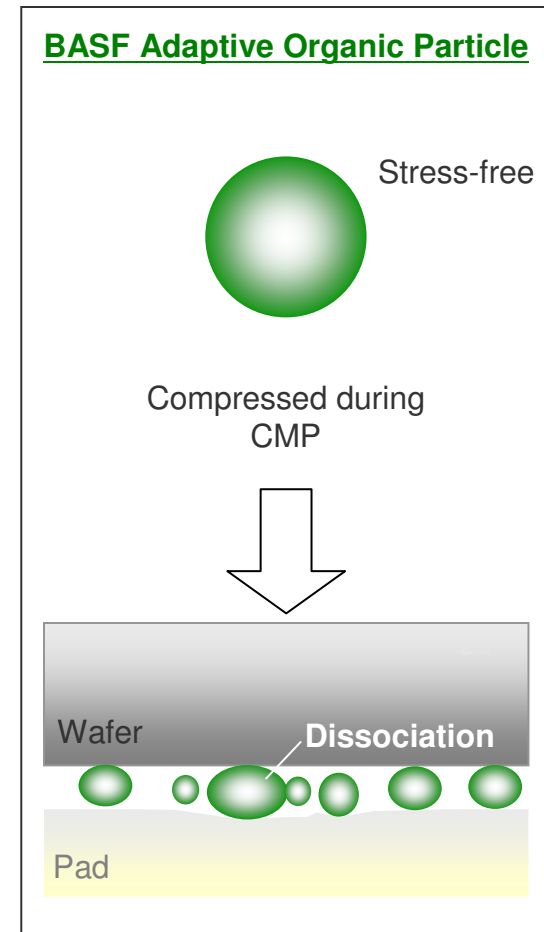 BASF Adaptive Organic Particle
Stress-free
Compressed during
CMP
Wafer
Dissociation
Pad